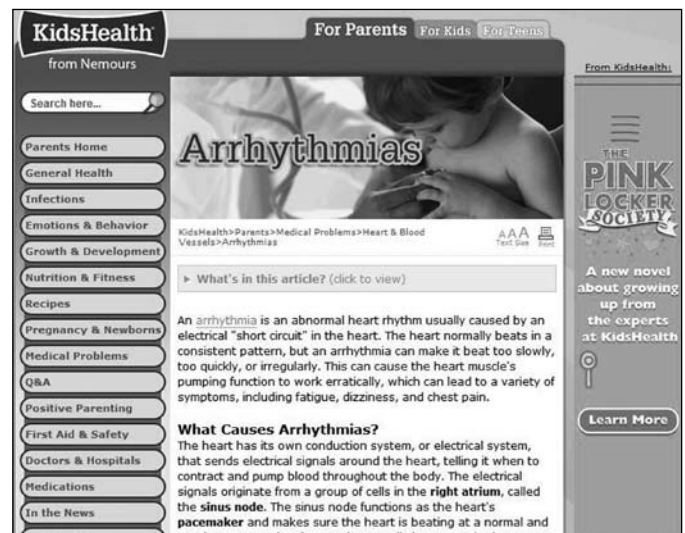 KidsHealth
from Nemours
For Parents For Kids For Teens
Search here...
Parents Home
General Health
Infections
Emotions & Behavior
Growth & Development
Nutrition & Fitness
Recipes
Pregnancy & Newborns
Medical Problems
Q&A
Positive Parenting
First Aid & Safety
Doctors & Hospitals
Medications
In the News
Arrhythmias
KidsHealth>Parents>Medical Problems>Heart & Blood
Vessels>Arrhythmias
AAA
Text Size
Print
▶ What's in this article? (click to view)
An arrhythmia is an abnormal heart rhythm usually caused by an
electrical "short circuit" in the heart. The heart normally beats in a
consistent pattern, but an arrhythmia can make it beat too slowly,
too quickly, or irregularly. This can cause the heart muscle's
pumping function to work erratically, which can lead to a variety of
symptoms, including fatigue, dizziness, and chest pain.
What Causes Arrhythmias?
The heart has its own conduction system, or electrical system,
that sends electrical signals around the heart, telling it when to
contract and pump blood throughout the body. The electrical
signals originate from a group of cells in the right atrium, called
the sinus node. The sinus node functions as the heart's
pacemaker and makes sure the heart is beating at a normal and
From KidsHealth:
THE
PINK
LOCKER
SOCIETY
A new novel
about growing
up from
the experts
at KidsHealth
Learn More